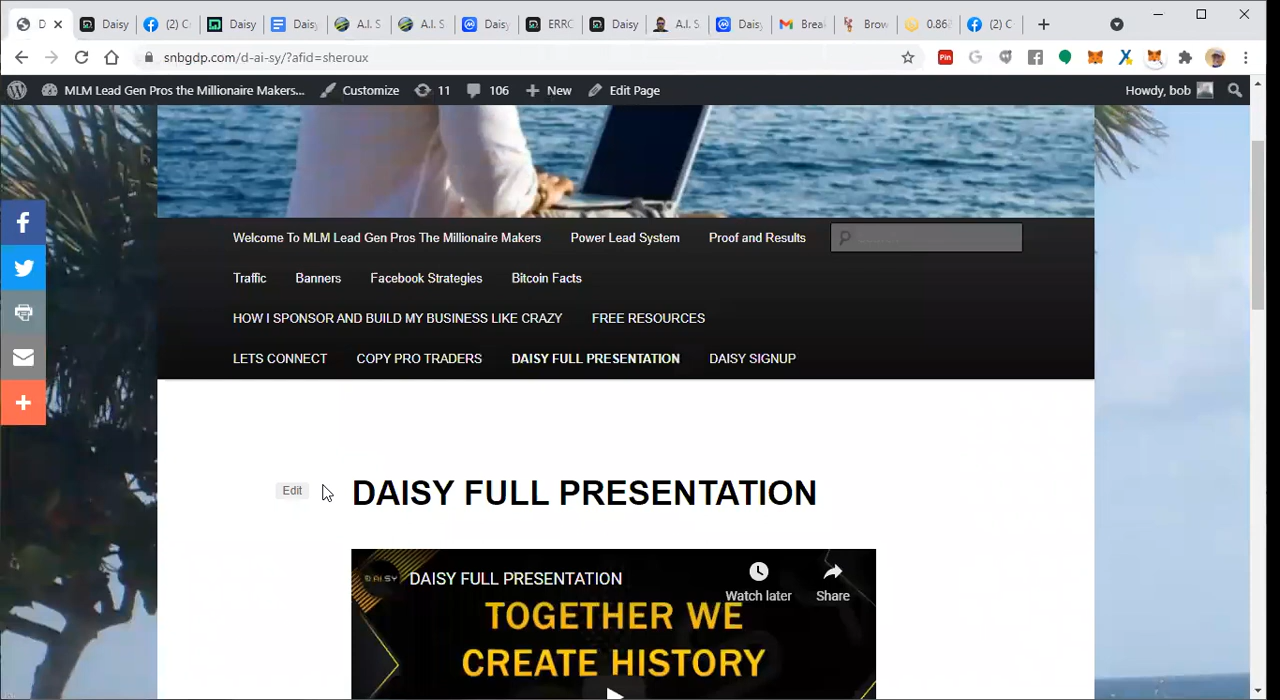 D
Daisy
(2) C
Daisy
Daisy
A.I. S
A.I. S
Daisy
ERRC
Daisy
A.I. S
Daisy
Brea
Brow
0.86
(2) C
snbgdp.com/d-ai-sy/?afid=sheroux
Pin
MLM Lead Gen Pros the Millionaire Makers...
Customize
11
106
New
Edit Page
Howdy, bob
Welcome To MLM Lead Gen Pros The Millionaire Makers
Power Lead System
Proof and Results
Traffic
Banners
Facebook Strategies
Bitcoin Facts
HOW I SPONSOR AND BUILD MY BUSINESS LIKE CRAZY
FREE RESOURCES
LETS CONNECT
COPY PRO TRADERS
DAISY FULL PRESENTATION
DAISY SIGNUP
Edit
DAISY FULL PRESENTATION
DAISY FULL PRESENTATION
Watch later
Share
TOGETHER WE
CREATE HISTORY